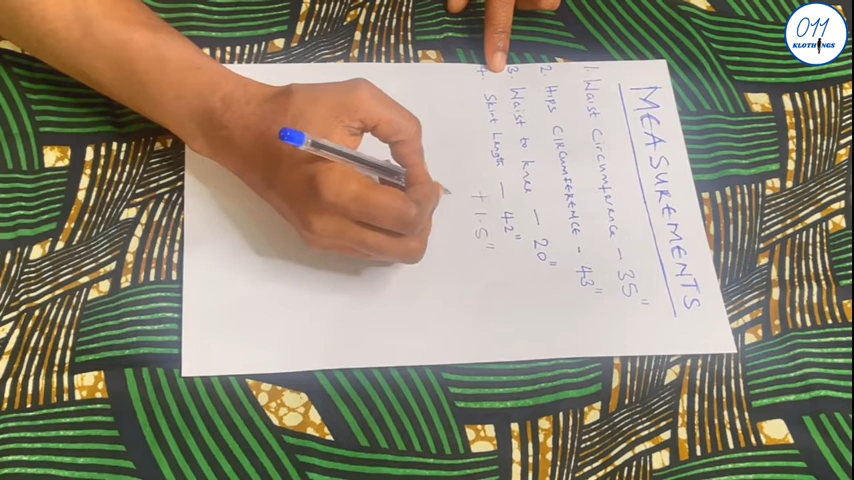 MEASUREMENTS
1. Waist Circumference - 35"
2 HIPS CIRCUMFERENCE - 43"
3. Waist to knee - 20"
4 Skirt Length - 42"
+ 1.5"
011
KLOTHINGS